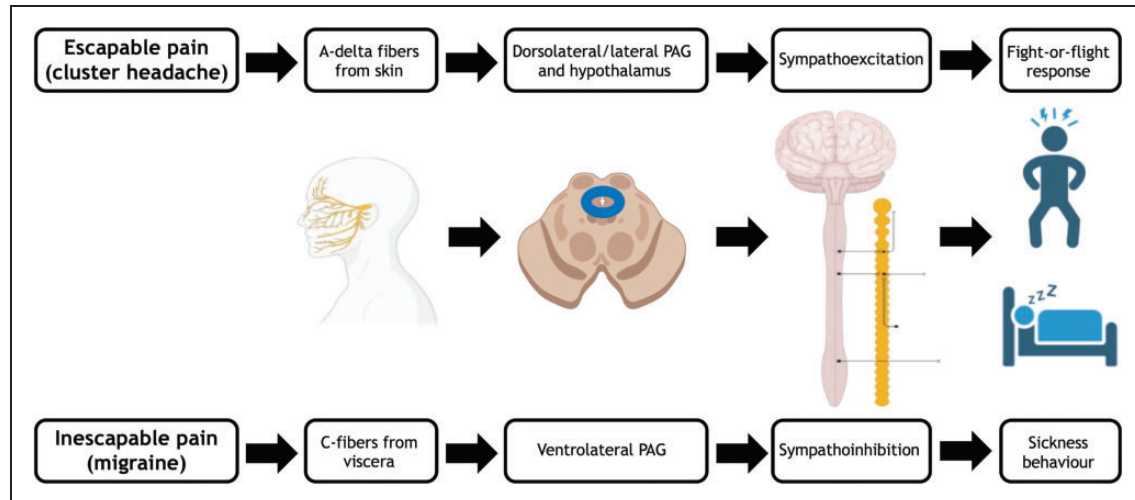 Escapable pain
(cluster headache)
A-delta fibers
from skin
Dorsolateral/lateral PAG
and hypothalamus
Sympathoexcitation
Fight-or-flight
response
zzZ
Inescapable pain
(migraine)
C-fibers from
viscera
Ventrolateral PAG
Sympathoinhibition
Sickness
behaviour